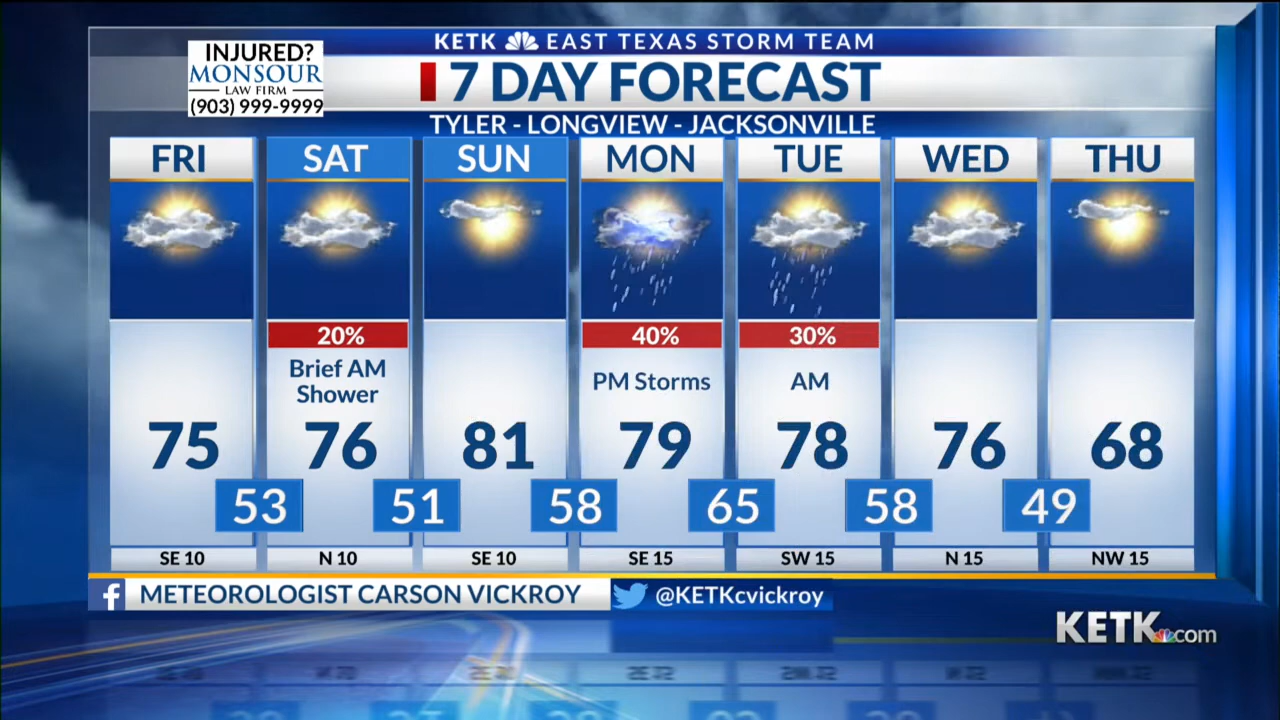 INJURED?
MONSOUR
LAW FIRM
(903) 999-9999
KETK EAST TEXAS STORM TEAM
7 DAY FORECAST
TYLER - LONGVIEW - JACKSONVILLE
FRI SAT SUN MON TUE WED THU
20% 40% 30%
Brief AM
Shower
PM Storms AM
75 76 81 79 78 76 68
53 51 58 65 58 49
SE 10 N 10 SE 10 SE 15 SW 15 N 15 NW 15
f METEOROLOGIST CARSON VICKROY @KETKcvickroy
KETK.com